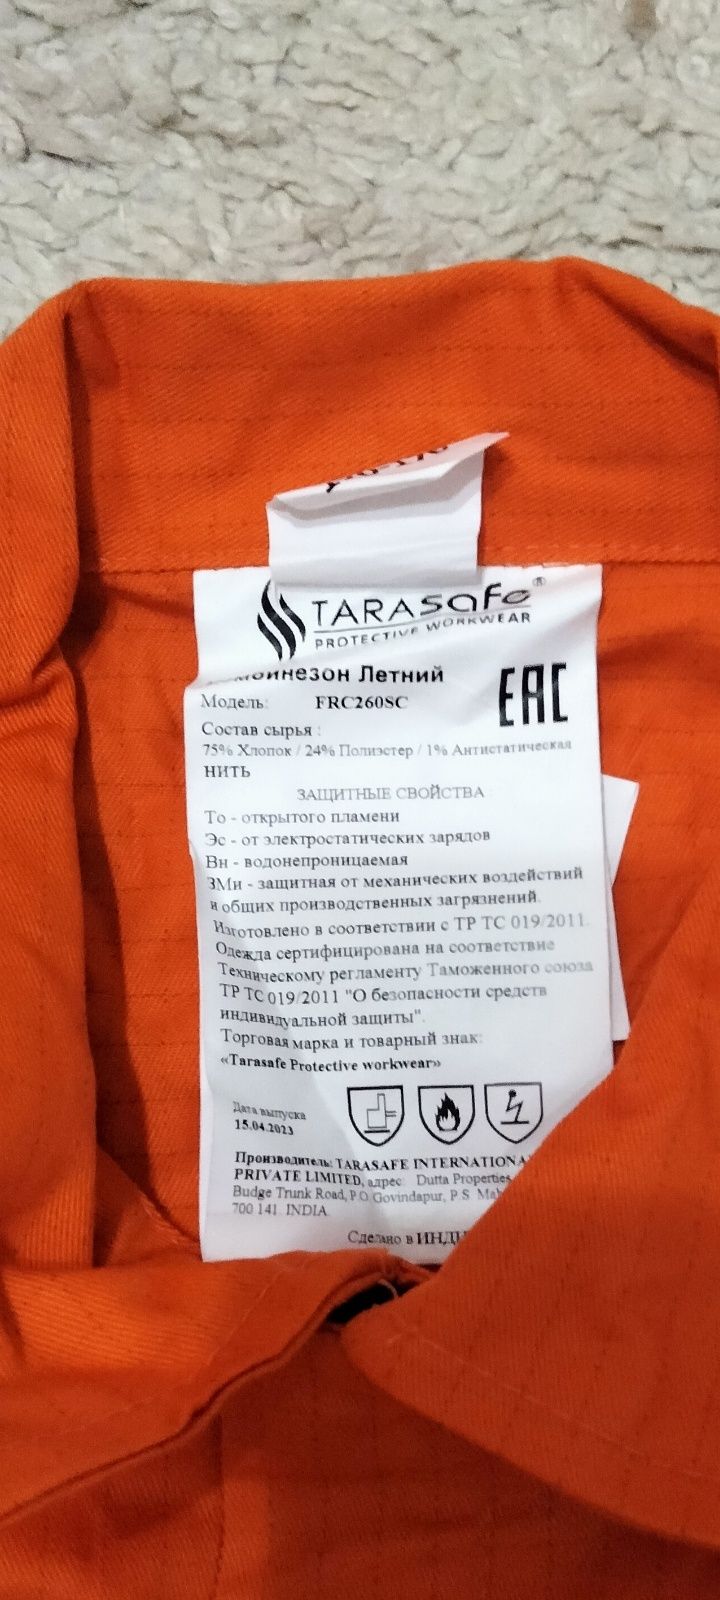 TARASAFE®
PROTECTIVE WORKWEAR
Летний
EAC
Модель: FRC260SC
Состав сырья :
75% Хлопок / 24% Полиэстер / 1% Антистатическая
нить
ЗАЩИТНЫЕ СВОЙСТВА :
То - открытого пламени
Эс - от электростатических зарядов
Вн - водонепроницаемая
ЗМи - защитная от механических воздействий
и общих производственных загрязнений.
Изготовлено в соответствии с ТР ТС 019/2011.
Одежда сертифицирована на соответствие
Техническому регламенту Таможенного союза
ТР ТС 019/2011 "О безопасности средств
индивидуальной защиты".
Торговая марка и товарный знак:
«Tarasafe Protective workwear»
Дата выпуска
15.04.2023
Производитель: TARASAFE INTERNATIONA
PRIVATE LIMITED, адрес: Dutta Properties
Budge Trunk Road, P.O. Govindapur, P.S.
700 141. INDIA.
Сделано в ИНДИ